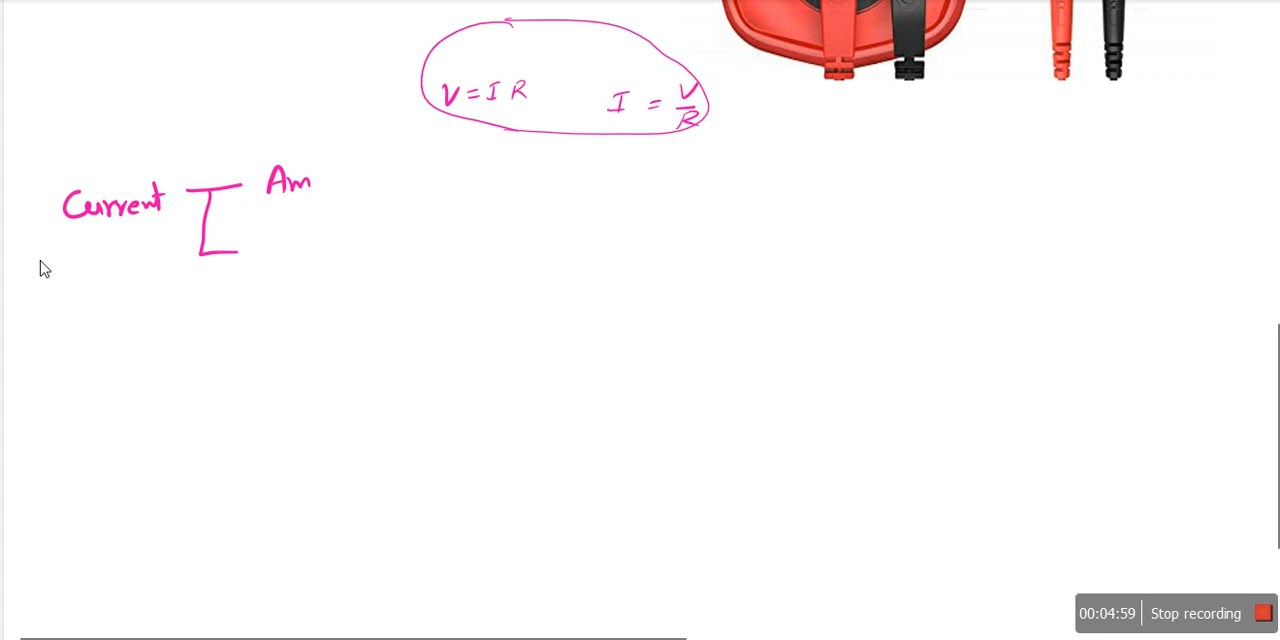 V = I R I = V/R
Current Am
00:04:59 Stop recording